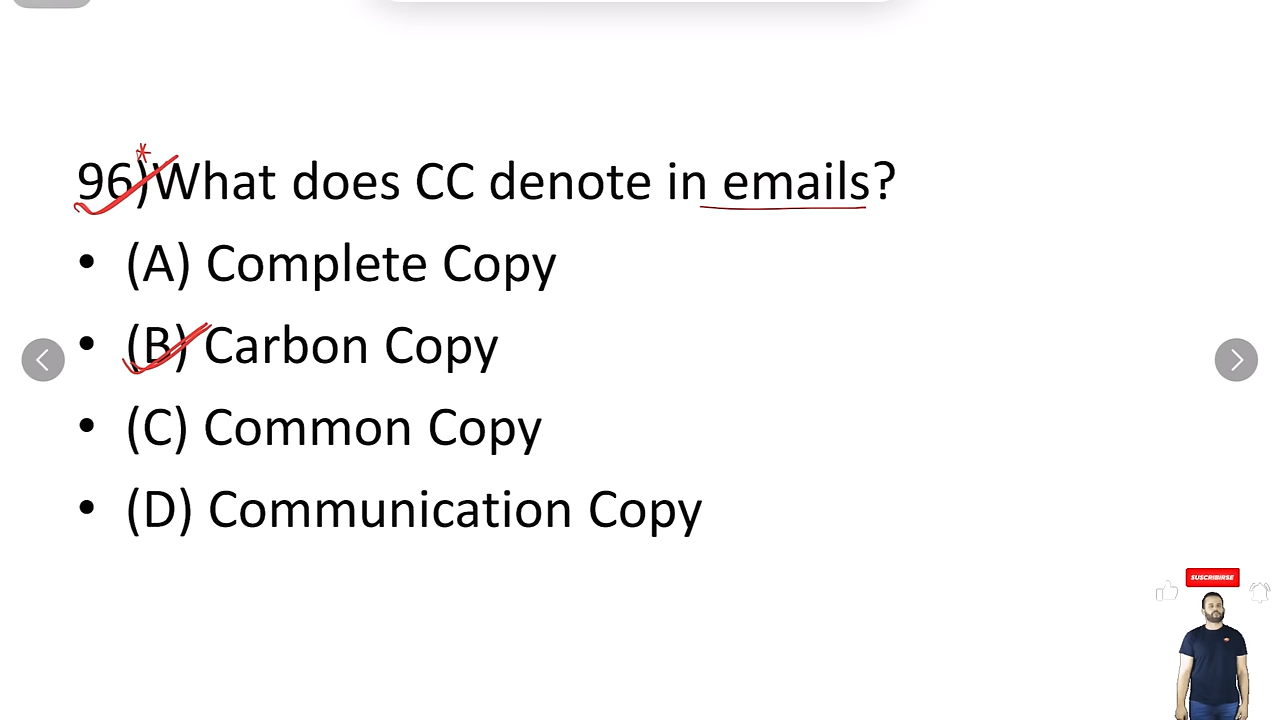 96)What does CC denote in emails?
• (A) Complete Copy
• (B) Carbon Copy
• (C) Common Copy
• (D) Communication Copy
SUSCRIBIRSE